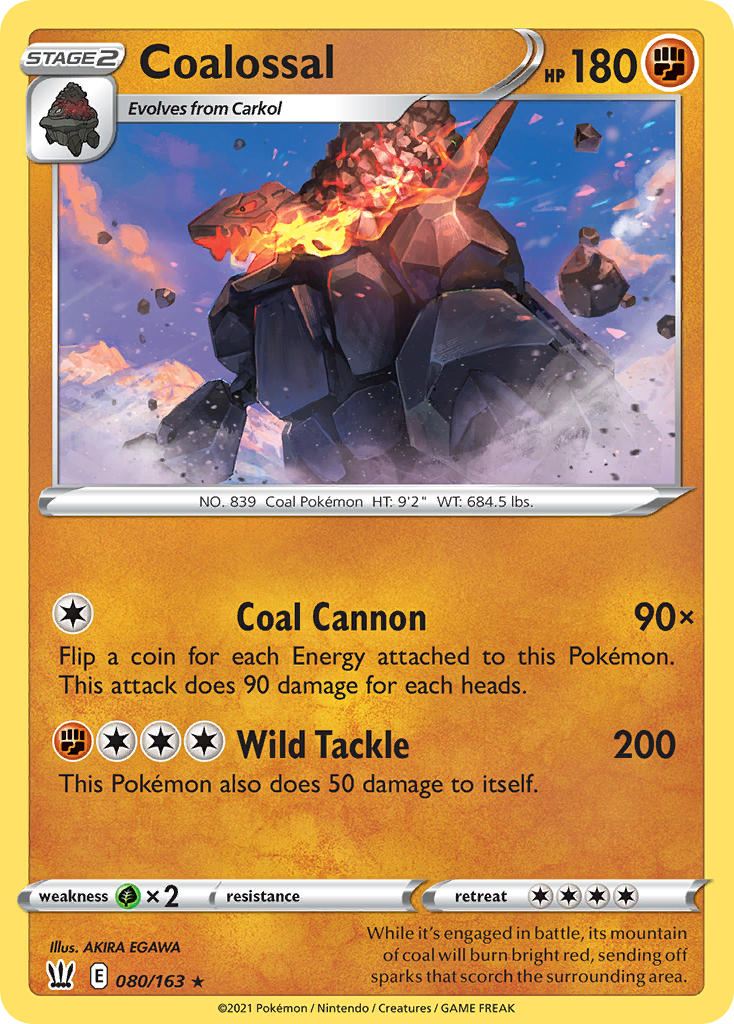 STAGE 2
Coalossal
HP 180
Evolves from Carkol
NO. 839 Coal Pokémon HT: 9'2" WT: 684.5 lbs.
Coal Cannon 90×
Flip a coin for each Energy attached to this Pokémon.
This attack does 90 damage for each heads.
Wild Tackle 200
This Pokémon also does 50 damage to itself.
weakness ×2 resistance retreat
Illus. AKIRA EGAWA
E 080/163 ★
While it's engaged in battle, its mountain
of coal will burn bright red, sending off
sparks that scorch the surrounding area.
©2021 Pokémon / Nintendo / Creatures / GAME FREAK